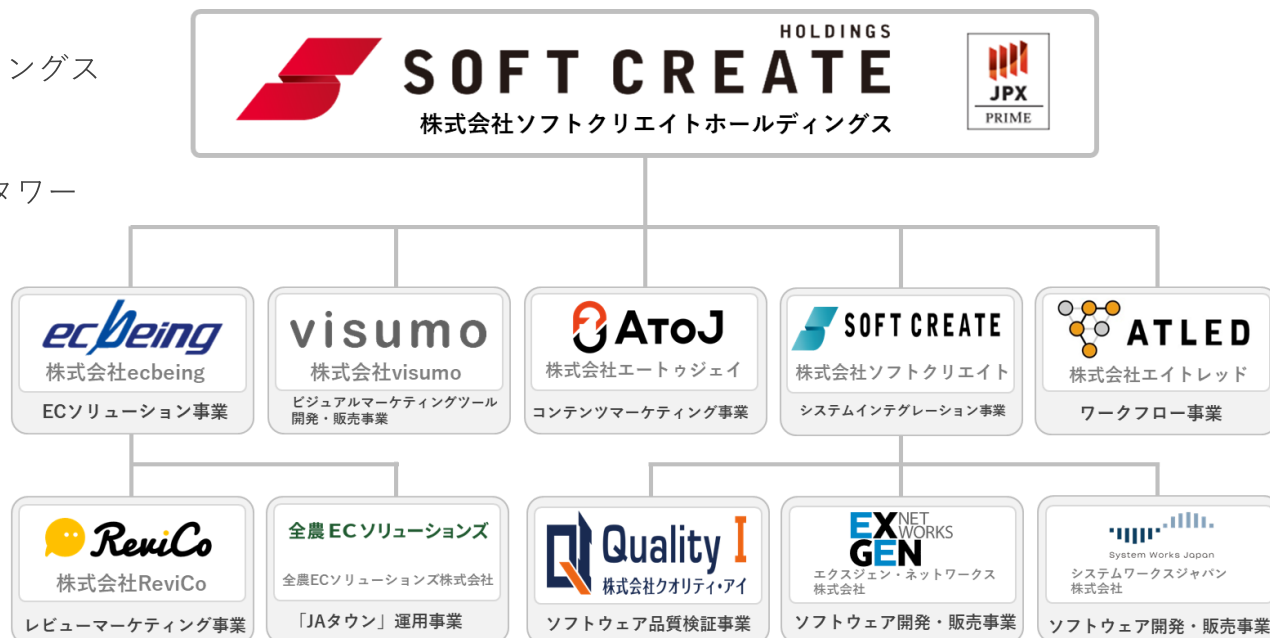 HOLDINGS
SOFT CREATE
株式会社ソフトクリエイトホールディングス
JPX
PRIME
ングス
タワー
ecbeing
株式会社ecbeing
ECソリューション事業
visumo
株式会社visumo
ビジュアルマーケティングツール
開発・販売事業
ATOJ
株式会社エートゥジェイ
コンテンツマーケティング事業
SOFT CREATE
株式会社ソフトクリエイト
システムインテグレーション事業
ATLED
株式会社エイトレッド
ワークフロー事業
ReviCo
株式会社ReviCo
レビューマーケティング事業
全農ECソリューションズ
全農ECソリューションズ株式会社
「JAタウン」運用事業
Quality I
株式会社クオリティ・アイ
ソフトウェア品質検証事業
EX NET
WORKS
GEN
エクスジェン・ネットワークス
株式会社
ソフトウェア開発・販売事業
System Works Japan
システムワークスジャパン
株式会社
ソフトウェア開発・販売事業